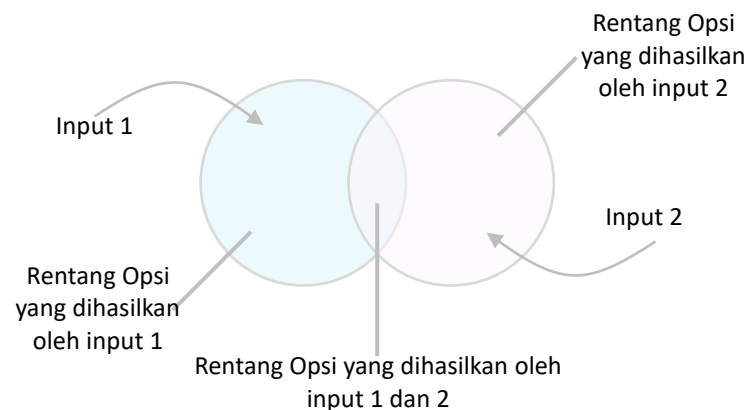 Rentang Opsi
yang dihasilkan
oleh input 2
Input 1
Input 2
Rentang Opsi
yang dihasilkan
oleh input 1
Rentang Opsi yang dihasilkan oleh
input 1 dan 2